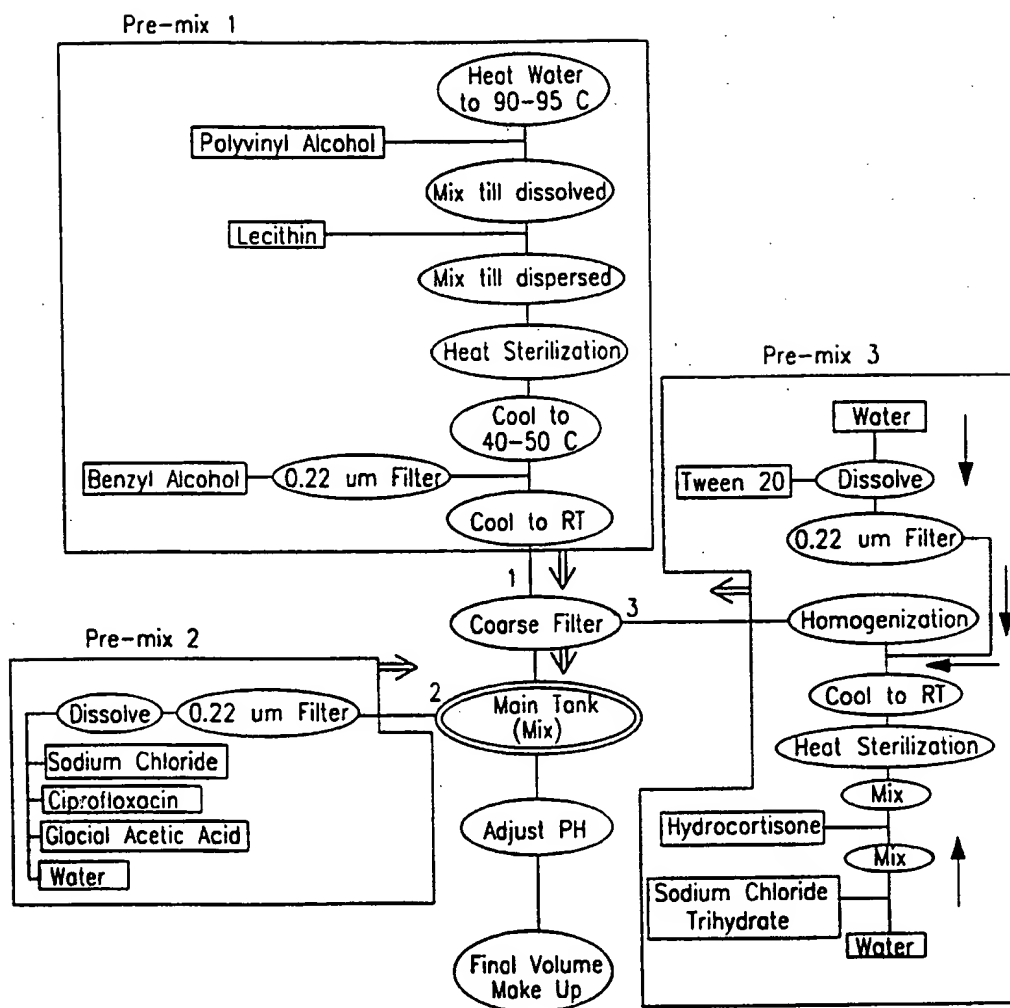 Pre-mix 1
Heat Water
to 90-95 C
Polyvinyl Alcohol
Mix till dissolved
Lecithin
Mix till dispersed
Heat Sterilization
Cool to
40-50 C
Benzyl Alcohol
0.22 um Filter
Cool to RT
1
Coarse Filter
3
Pre-mix 2
Dissolve
0.22 um Filter
2
Main Tank
(Mix)
Sodium Chloride
Ciprofloxacin
Glacial Acetic Acid
Water
Adjust PH
Final Volume
Make Up
Pre-mix 3
Water
Tween 20
Dissolve
0.22 um Filter
Homogenization
Cool to RT
Heat Sterilization
Mix
Hydrocortisone
Mix
Sodium Chloride
Trihydrate
Water